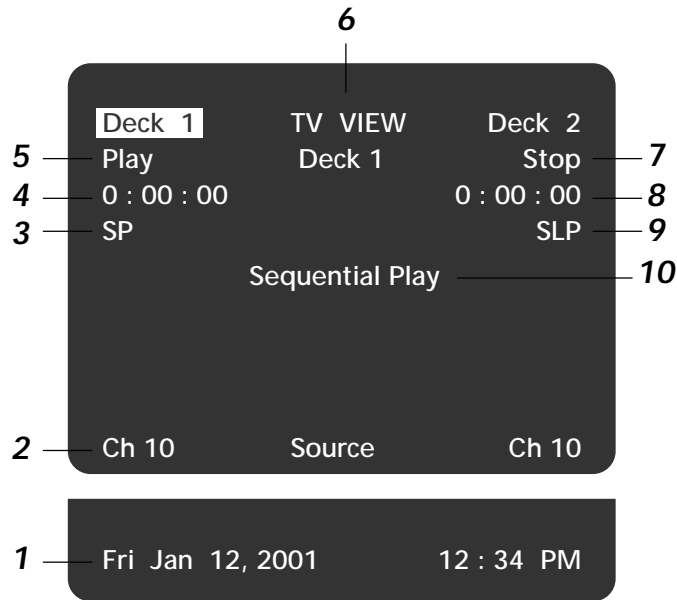 6
Deck 1 TV VIEW Deck 2
5 Play Deck 1 Stop 7
4 0 : 00 : 00 0 : 00 : 00 8
3 SP SLP 9
Sequential Play 10
2 Ch 10 Source Ch 10
1 Fri Jan 12, 2001 12 : 34 PM